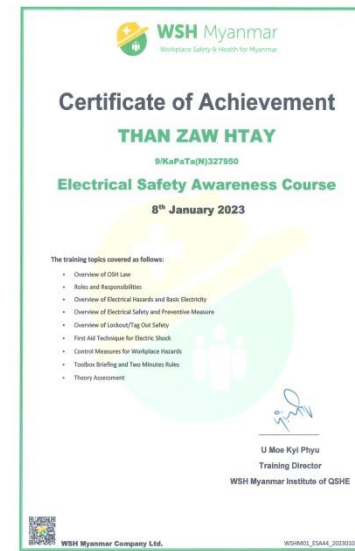 WSH Myanmar
Workplace Safety & Health for Myanmar
Certificate of Achievement
THAN ZAW HTAY
9/KaPaTa(N)327950
Electrical Safety Awareness Course
8th January 2023
The training topics covered as follows:
• Overview of OSH Law
• Roles and Responsibilities
• Overview of Electrical Hazards and Basic Electricity
• Overview of Electrical Safety and Preventive Measure
• Overview of Lockout/Tag Out Safety
• First Aid Technique for Electric Shock
• Control Measures for Workplace Hazards
• Toolbox Briefing and Two Minutes Rules
• Theory Assessment
U Moe Kyi Phyu
Training Director
WSH Myanmar Institute of QSHE
WSH Myanmar Company Ltd.